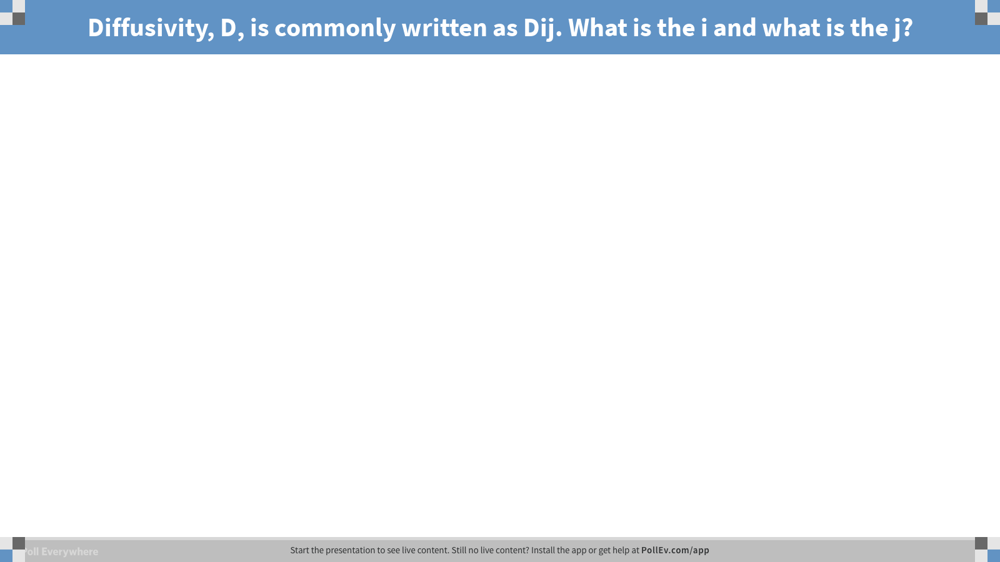 Diffusivity, D, is commonly written as Dij. What is the i and what is the j?
Poll Everywhere
Start the presentation to see live content. Still no live content? Install the app or get help at PollEv.com/app